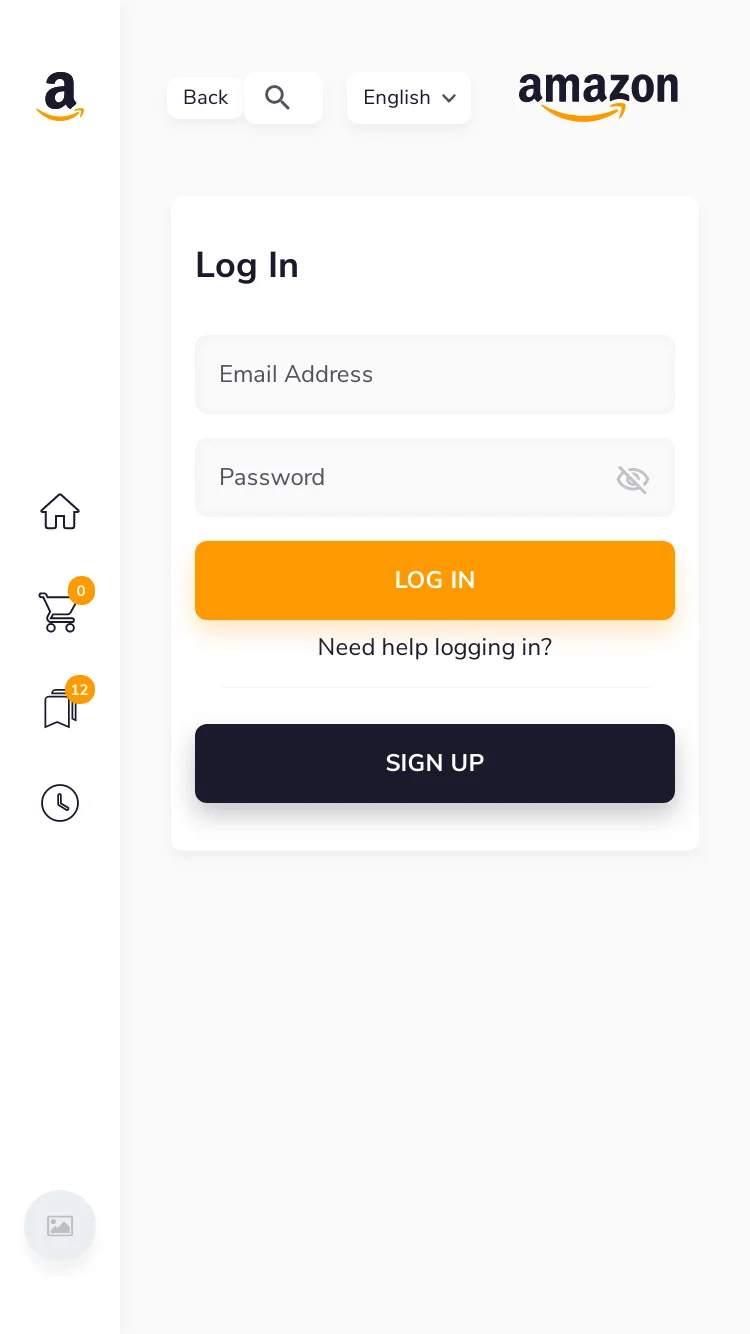 a
Back
English
amazon
Log In
Email Address
Password
LOG IN
Need help logging in?
SIGN UP
0
12